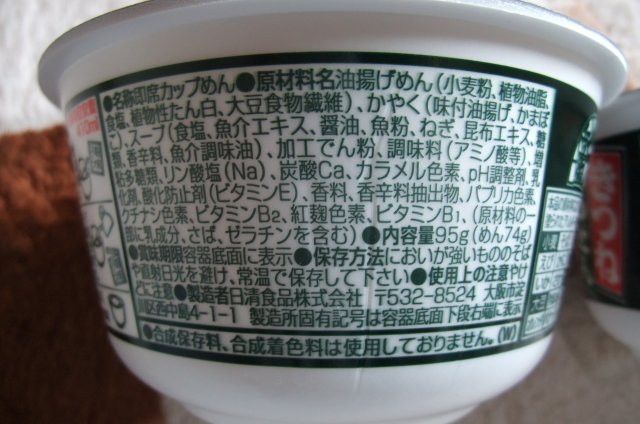 ●名称即席カップめん●原材料名油揚げめん(小麦粉、植物油脂、
食塩、植物性たん白、大豆食物繊維)、かやく(味付油揚げ、かまぼ
こ)、スープ(食塩、魚介エキス、醤油、魚粉、ねぎ、昆布エキス、糖
類、香辛料、魚介調味油)、加工でん粉、調味料(アミノ酸等)、増
粘多糖類、リン酸塩(Na)、炭酸Ca、カラメル色素、pH調整剤、乳
化剤、酸化防止剤(ビタミンE)、香料、香辛料抽出物、パプリカ色素、
クチナシ色素、ビタミンB2、紅麹色素、ビタミンB1、(原材料の一
部に乳成分、さば、ゼラチンを含む)●内容量95g(めん74g)
●賞味期限容器底面に表示●保存方法においが強いもののそば
や直射日光を避け、常温で保存して下さい●使用上の注意やけ
どに注意●製造者日清食品株式会社 〒532-8524 大阪市淀
川区西中島4-1-1 製造所固有記号は容器底面下段右端に表示
●合成保存料、合成着色料は使用しておりません。(W)
410ml
小麦